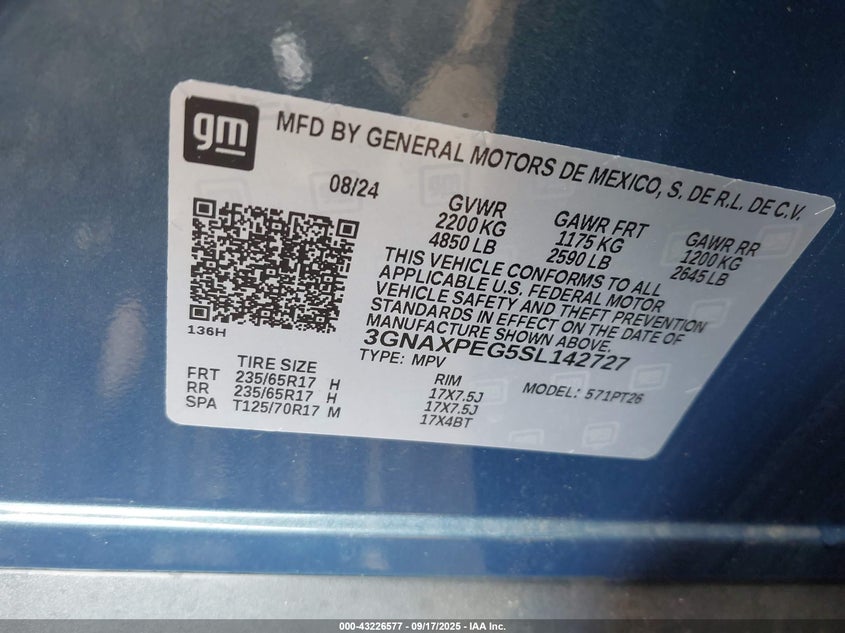 gm
MFD BY GENERAL MOTORS DE MEXICO, S. DE R.L. DE C.V.
08/24
GVWR
2200 KG
4850 LB
GAWR FRT
1175 KG
2590 LB
GAWR RR
1200 KG
2645 LB
THIS VEHICLE CONFORMS TO ALL
APPLICABLE U.S. FEDERAL MOTOR
VEHICLE SAFETY AND THEFT PREVENTION
STANDARDS IN EFFECT ON THE DATE OF
MANUFACTURE SHOWN ABOVE.
3GNAXPEG5SL142727
TYPE: MPV
MODEL: 571PT26
136H
TIRE SIZE
RIM
FRT 235/65R17 H 17X7.5J
RR 235/65R17 H 17X7.5J
SPA T125/70R17 M 17X4BT
000-43226577 - 09/17/2025 - IAA Inc.